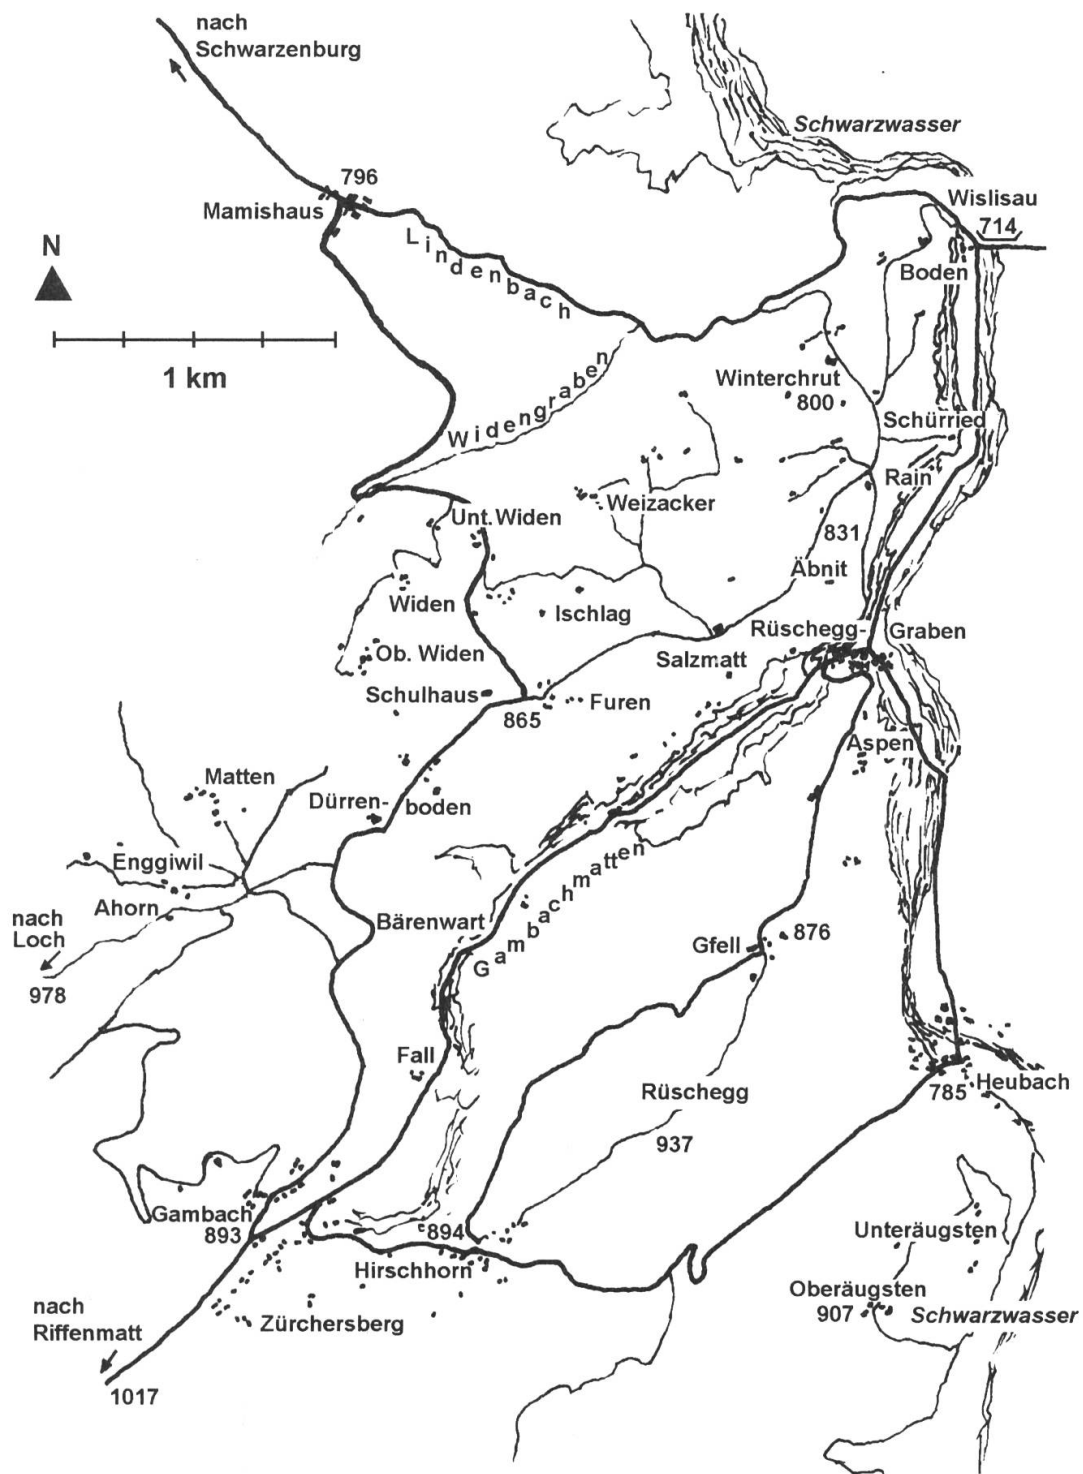 nach
Schwarzenburg
Schwarzwasser
796
Mamishaus
Wislisau
714
N
Lindenbach
Boden
1 km
Widengraben
Winterchrut
800
Schürried
Rain
Weizacker
Unt. Widen
831
Äbnit
Widen
Ischlag
Rüschegg-Graben
Ob. Widen
Salzmatt
Schulhaus
865
Furen
Aspen
Matten
Dürren-boden
Enggiwil
Gambachmatten
Ahorn
nach
Loch
978
Bärenwart
876
Gfell
Fall
Rüschegg
785
Heubach
937
Gambach
893
894
Unteräugsten
Hirschhorn
Oberäugsten
907
Schwarzwasser
Zürchersberg
nach
Riffenmatt
1017